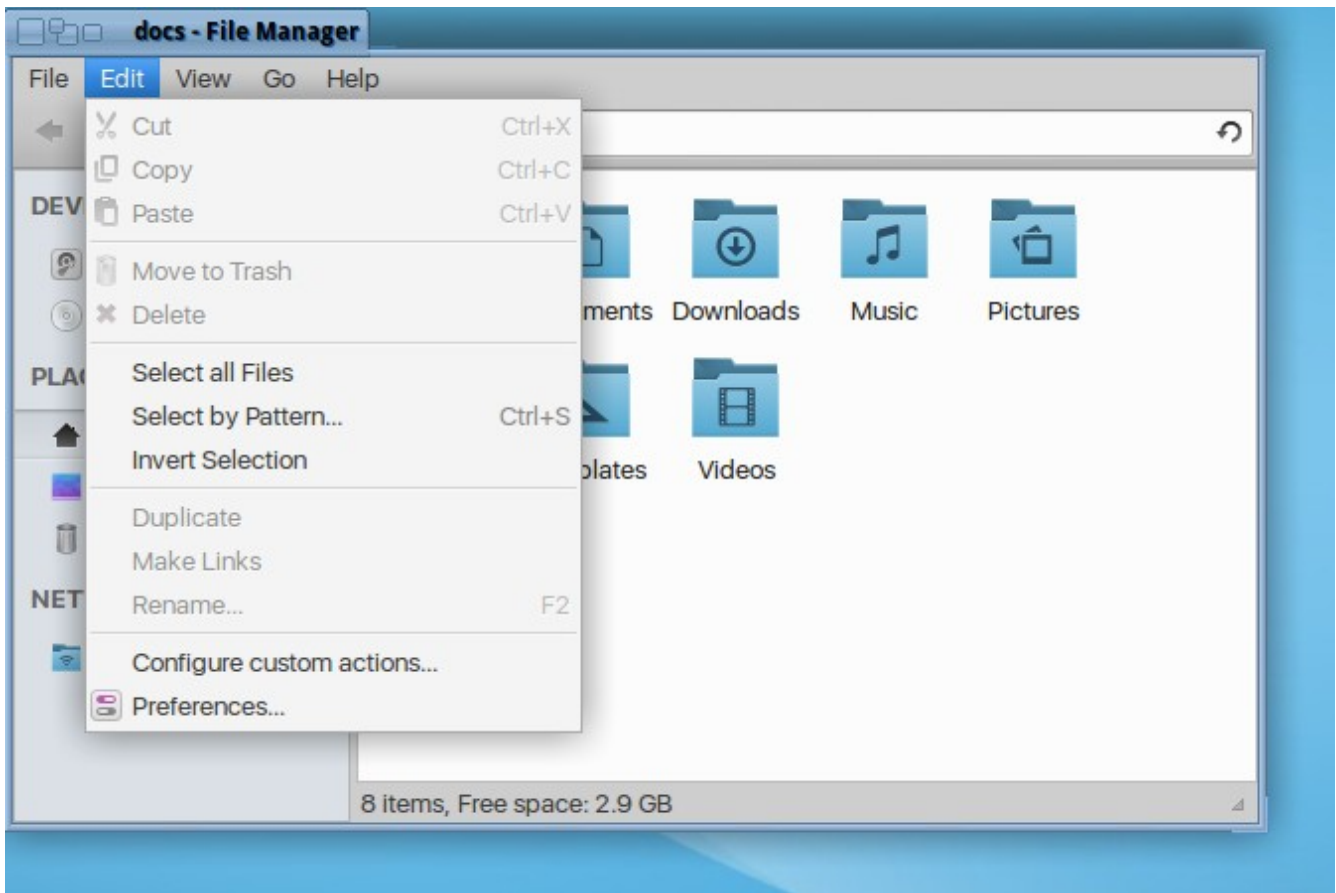 docs - File Manager
File Edit View Go Help
Cut Ctrl+X
Copy Ctrl+C
DEV
Paste Ctrl+V
Move to Trash
Delete
ments Downloads Music Pictures
Select all Files
PLA
Select by Pattern... Ctrl+S
Invert Selection
plates Videos
Duplicate
Make Links
NET
Rename... F2
Configure custom actions...
Preferences...
8 items, Free space: 2.9 GB